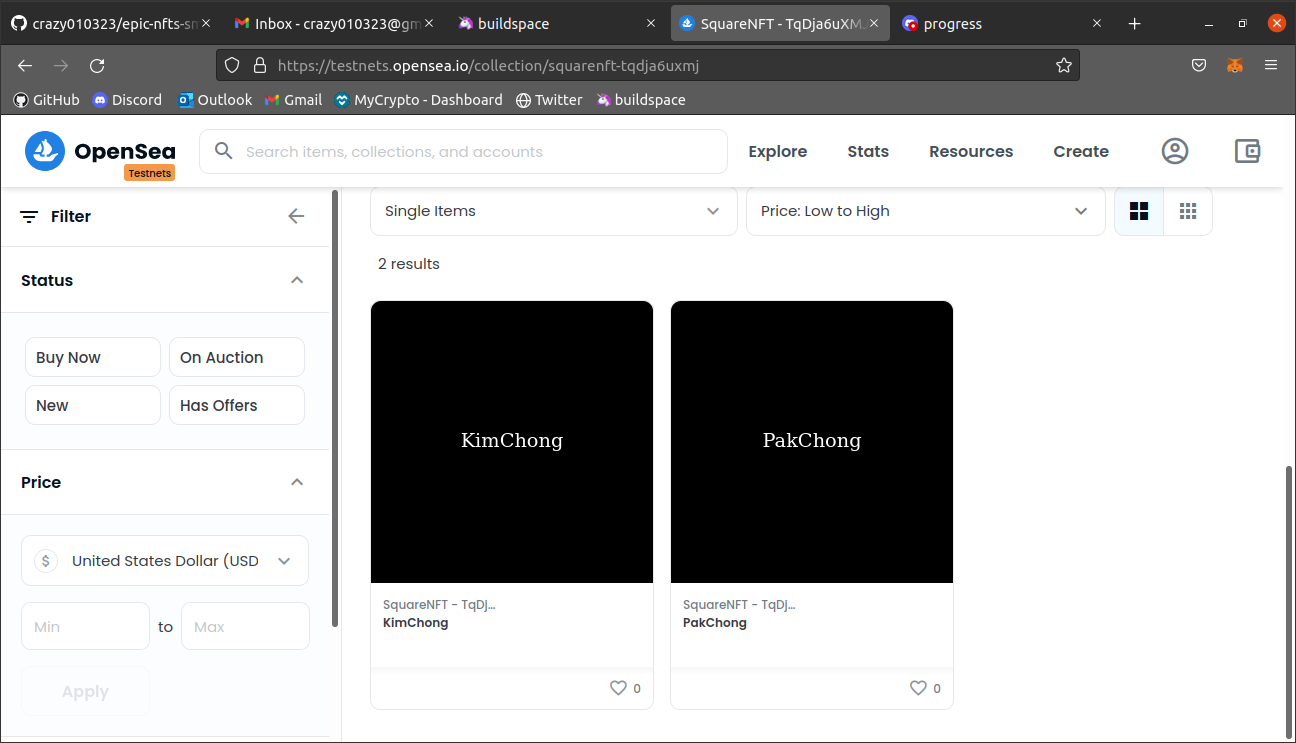 crazy010323/epic-nfts-sm
Inbox - crazy010323@gm
buildspace
SquareNFT - TqDja6uXM
progress
https://testnets.opensea.io/collection/squarenft-tqdja6uxmj
GitHub
Discord
Outlook
Gmail
MyCrypto - Dashboard
Twitter
buildspace
OpenSea
Testnets
Search items, collections, and accounts
Explore
Stats
Resources
Create
Filter
Single Items
Price: Low to High
2 results
Status
Buy Now
On Auction
New
Has Offers
Price
$ United States Dollar (USD
Min
to
Max
Apply
KimChong
SquareNFT - TqDj...
KimChong
0
PakChong
SquareNFT - TqDj...
PakChong
0